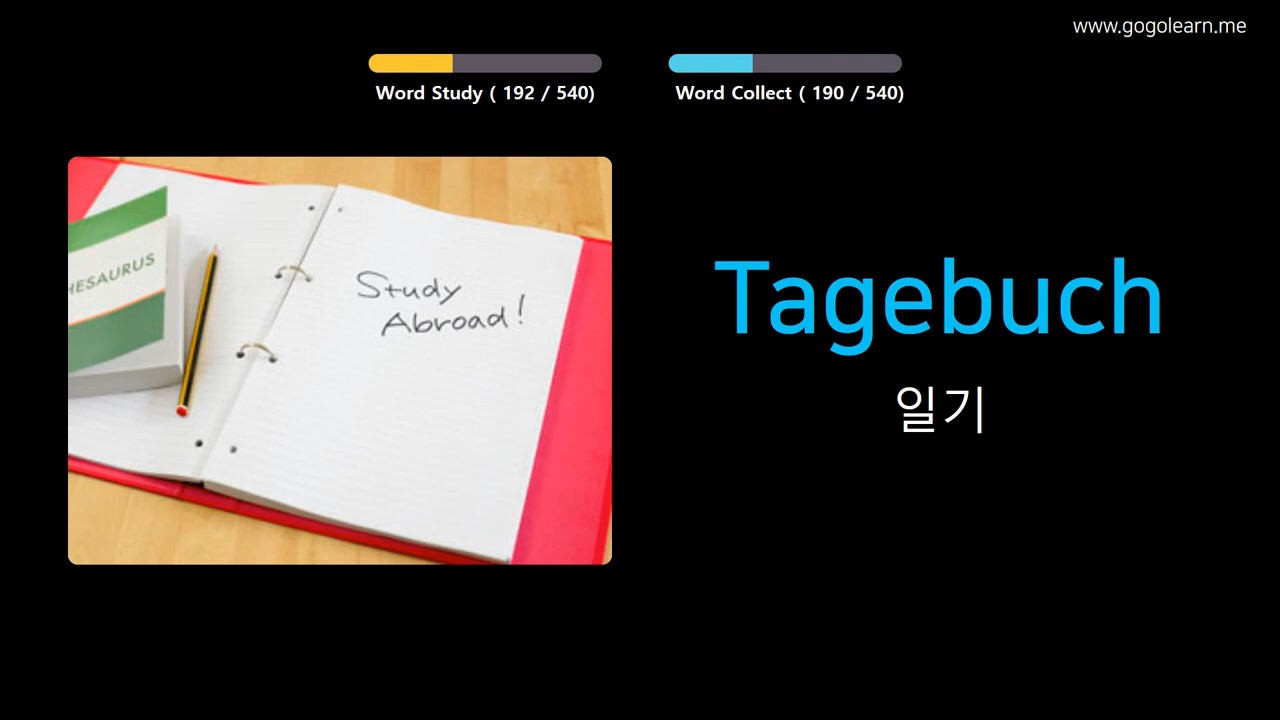 www.gogolearn.me
Word Study ( 192 / 540)
Word Collect ( 190 / 540)
HESAURUS
Study
Abroad!
Tagebuch
일기